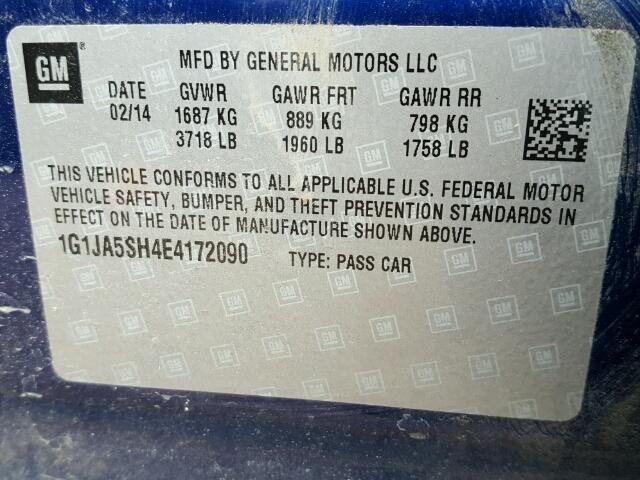 GM ®
MFD BY GENERAL MOTORS LLC
DATE GVWR GAWR FRT GAWR RR
02/14 1687 KG 889 KG 798 KG
3718 LB 1960 LB 1758 LB
THIS VEHICLE CONFORMS TO ALL APPLICABLE U.S. FEDERAL MOTOR
VEHICLE SAFETY, BUMPER, AND THEFT PREVENTION STANDARDS IN
EFFECT ON THE DATE OF MANUFACTURE SHOWN ABOVE.
1G1JA5SH4E4172090 TYPE: PASS CAR